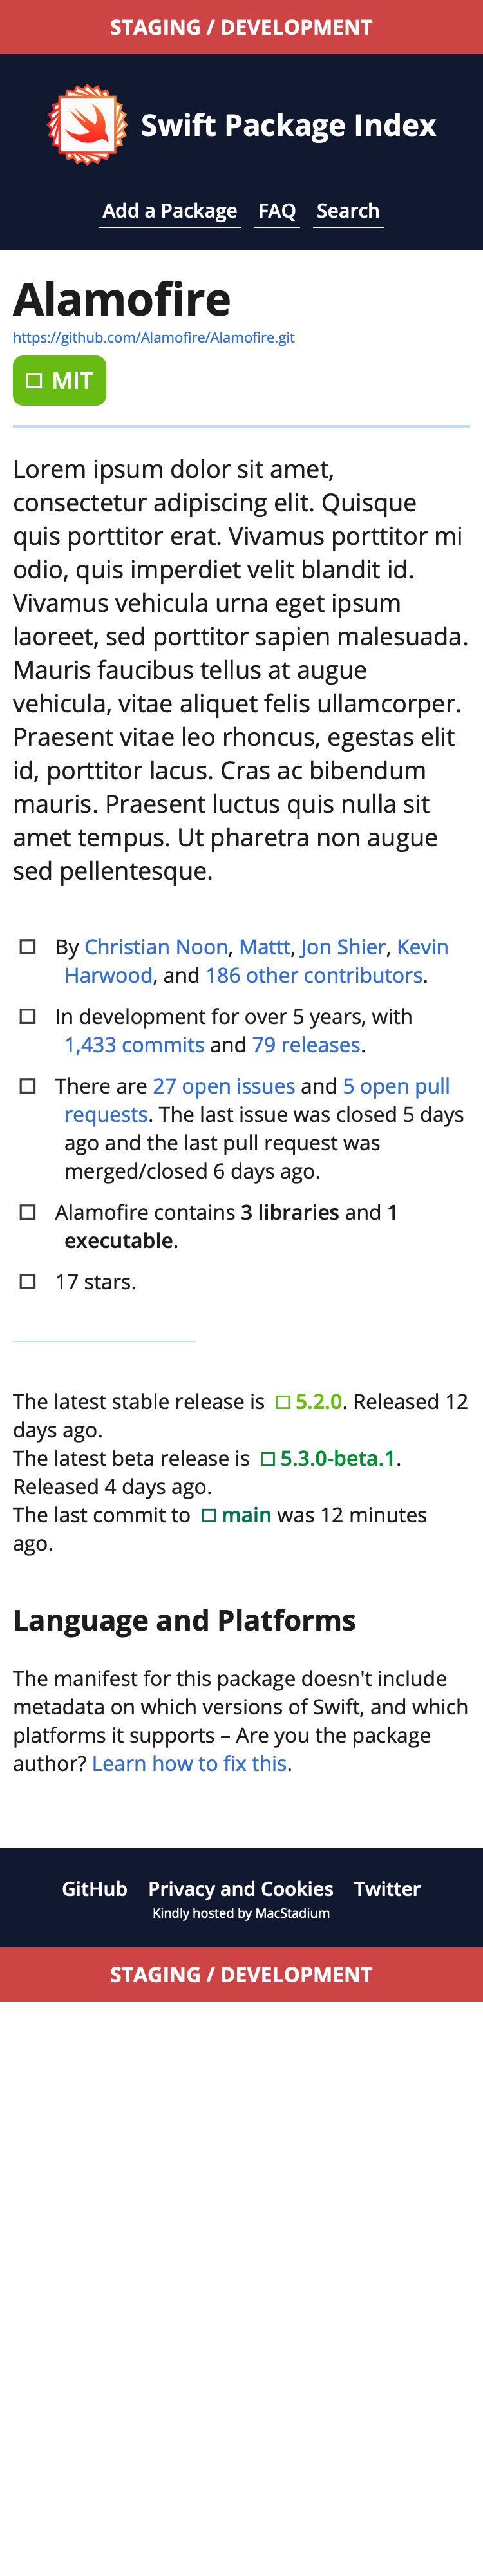 STAGING / DEVELOPMENT
Swift Package Index
Add a Package FAQ Search
Alamofire
https://github.com/Alamofire/Alamofire.git
MIT
Lorem ipsum dolor sit amet,
consectetur adipiscing elit. Quisque
quis porttitor erat. Vivamus porttitor mi
odio, quis imperdiet velit blandit id.
Vivamus vehicula urna eget ipsum
laoreet, sed porttitor sapien malesuada.
Mauris faucibus tellus at augue
vehicula, vitae aliquet felis ullamcorper.
Praesent vitae leo rhoncus, egestas elit
id, porttitor lacus. Cras ac bibendum
mauris. Praesent luctus quis nulla sit
amet tempus. Ut pharetra non augue
sed pellentesque.
By Christian Noon, Mattt, Jon Shier, Kevin
Harwood, and 186 other contributors.
In development for over 5 years, with
1,433 commits and 79 releases.
There are 27 open issues and 5 open pull
requests. The last issue was closed 5 days
ago and the last pull request was
merged/closed 6 days ago.
Alamofire contains 3 libraries and 1
executable.
17 stars.
The latest stable release is 5.2.0. Released 12
days ago.
The latest beta release is 5.3.0-beta.1.
Released 4 days ago.
The last commit to main was 12 minutes
ago.
Language and Platforms
The manifest for this package doesn't include
metadata on which versions of Swift, and which
platforms it supports – Are you the package
author? Learn how to fix this.
GitHub Privacy and Cookies Twitter
Kindly hosted by MacStadium
STAGING / DEVELOPMENT